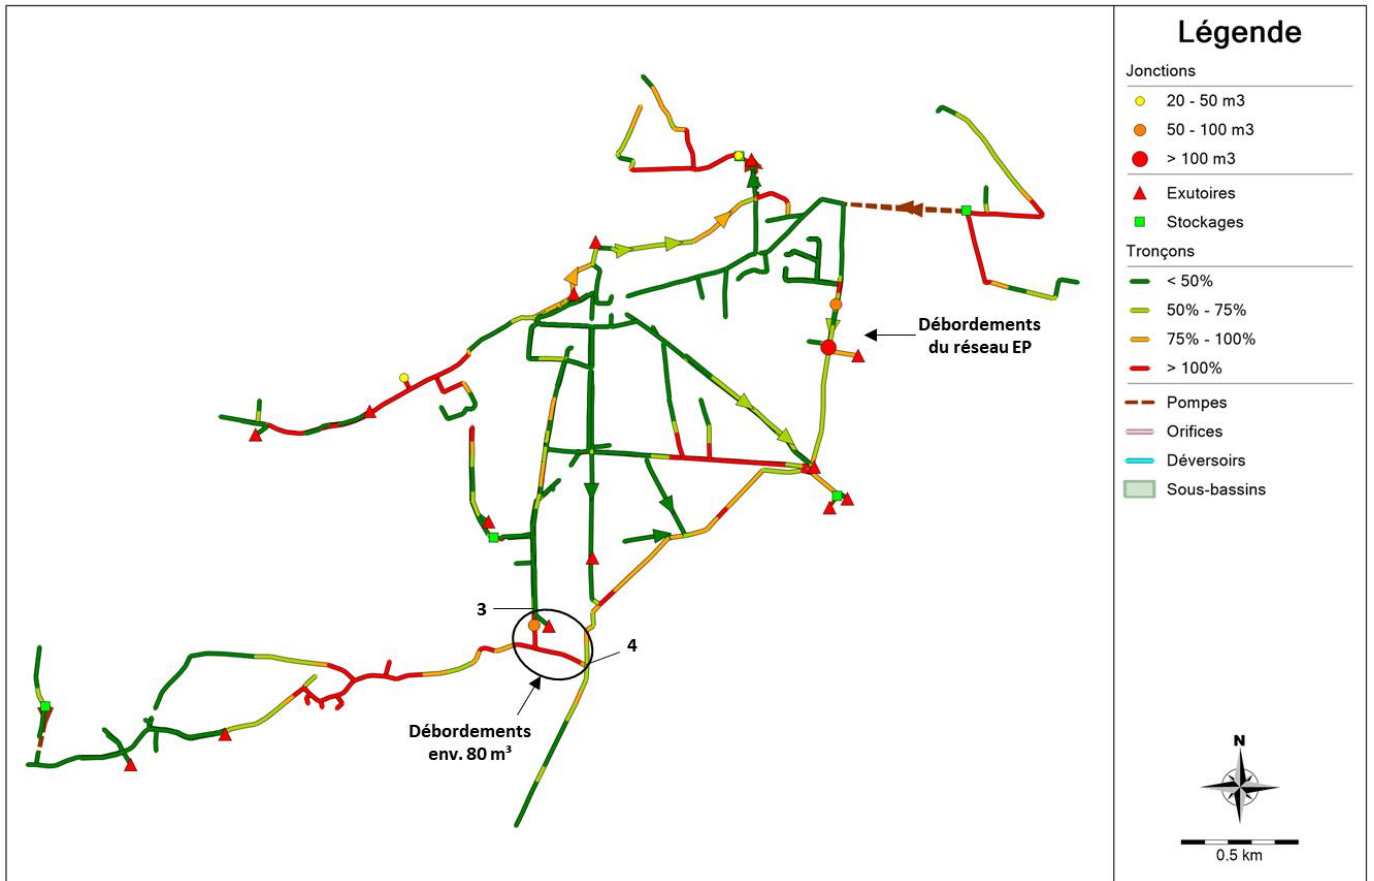 Légende
Jonctions
20 - 50 m3
50 - 100 m3
> 100 m3
Exutoires
Stockages
Tronçons
< 50%
50% - 75%
75% - 100%
> 100%
Pompes
Orifices
Déversoirs
Sous-bassins
Débordements
du réseau EP
3
4
Débordements
env. 80 m³
N
0.5 km